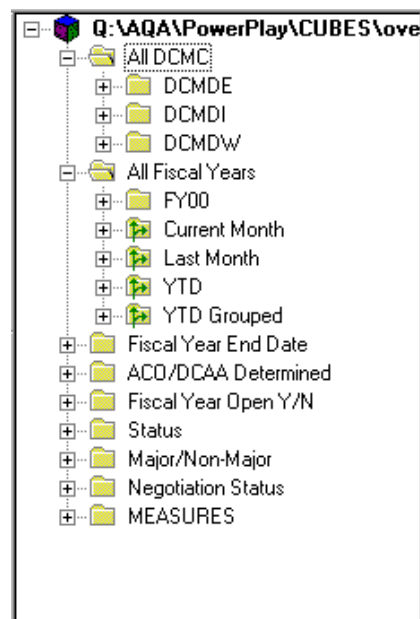 Q:\AQA\PowerPlay\CUBES\ove
All DCMC
DCMDE
DCMDI
DCMDW
All Fiscal Years
FY00
Current Month
Last Month
YTD
YTD Grouped
Fiscal Year End Date
ACO/DCAA Determined
Fiscal Year Open Y/N
Status
Major/Non-Major
Negotiation Status
MEASURES